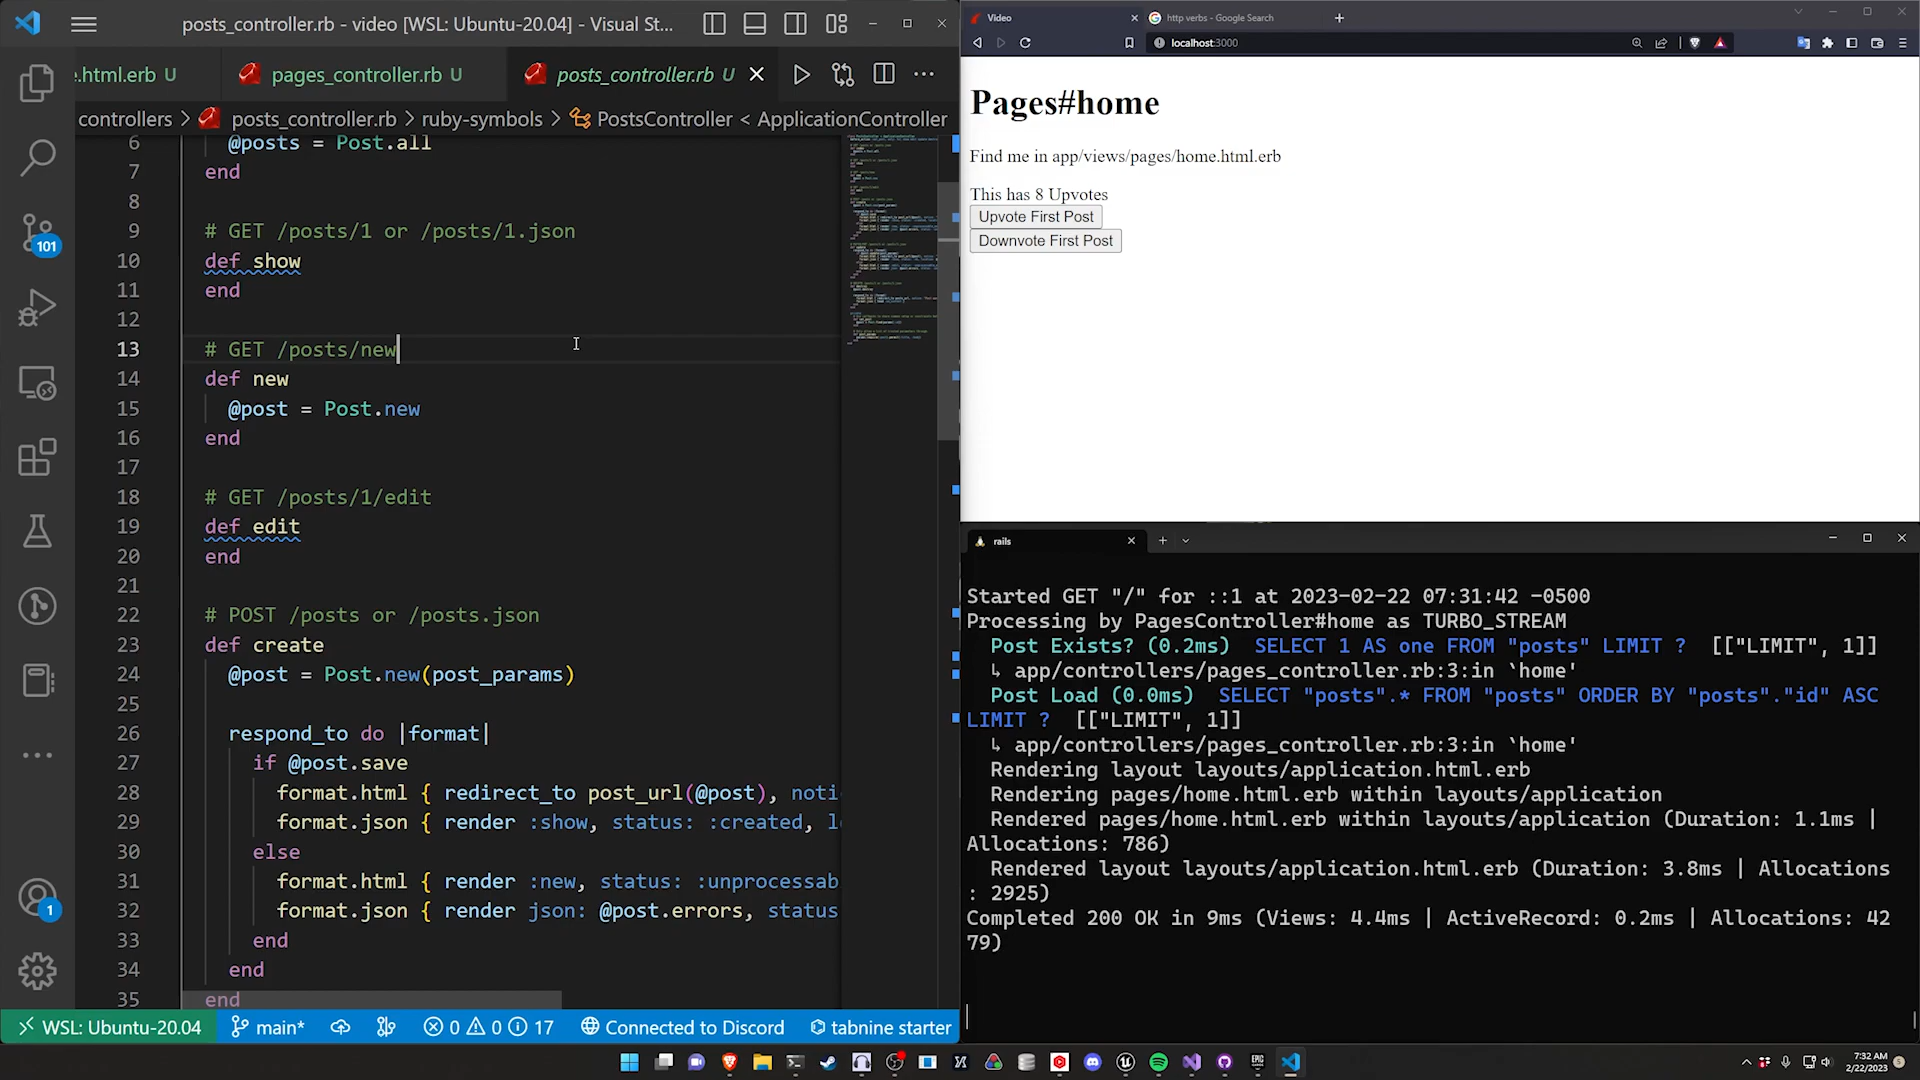 posts_controller.rb - video [WSL: Ubuntu-20.04] - Visual St...
e.html.erb U
pages_controller.rb U
posts_controller.rb U
controllers > posts_controller.rb > ruby-symbols > PostsController < ApplicationController
6 @posts = Post.all
7 end
8
9 # GET /posts/1 or /posts/1.json
10 def show
11 end
12
13 # GET /posts/new
14 def new
15 @post = Post.new
16 end
17
18 # GET /posts/1/edit
19 def edit
20 end
21
22 # POST /posts or /posts.json
23 def create
24 @post = Post.new(post_params)
25
26 respond_to do |format|
27 if @post.save
28 format.html { redirect_to post_url(@post), noti
29 format.json { render :show, status: :created, l
30 else
31 format.html { render :new, status: :unprocessab
32 format.json { render json: @post.errors, status
33 end
34 end
35 end
101
1
WSL: Ubuntu-20.04
main*
0 0 17
Connected to Discord
tabnine starter
Video
http verbs - Google Search
localhost:3000
Pages#home
Find me in app/views/pages/home.html.erb
This has 8 Upvotes
Upvote First Post
Downvote First Post
rails
Started GET "/" for ::1 at 2023-02-22 07:31:42 -0500
Processing by PagesController#home as TURBO_STREAM
Post Exists? (0.2ms) SELECT 1 AS one FROM "posts" LIMIT ? [["LIMIT", 1]]
↳ app/controllers/pages_controller.rb:3:in `home'
Post Load (0.0ms) SELECT "posts".* FROM "posts" ORDER BY "posts"."id" ASC
LIMIT ? [["LIMIT", 1]]
↳ app/controllers/pages_controller.rb:3:in `home'
Rendering layout layouts/application.html.erb
Rendering pages/home.html.erb within layouts/application
Rendered pages/home.html.erb within layouts/application (Duration: 1.1ms |
Allocations: 786)
Rendered layout layouts/application.html.erb (Duration: 3.8ms | Allocations
: 2925)
Completed 200 OK in 9ms (Views: 4.4ms | ActiveRecord: 0.2ms | Allocations: 42
79)
7:32 AM
2/22/2023